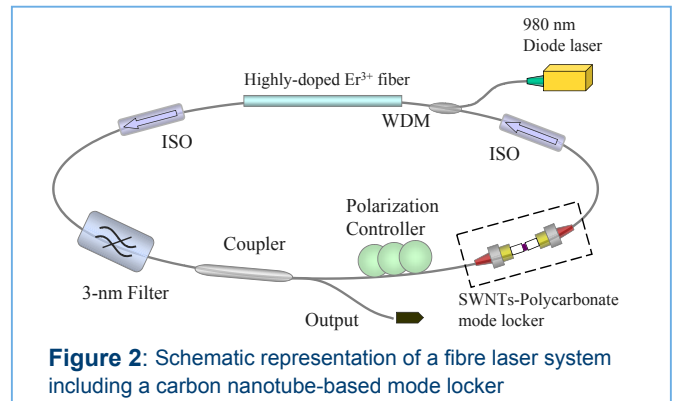 980 nm
Diode laser
Highly-doped Er³⁺ fiber
WDM
ISO
ISO
Polarization
Controller
Coupler
3-nm Filter
SWNTs-Polycarbonate
mode locker
Output
Figure 2: Schematic representation of a fibre laser system
including a carbon nanotube-based mode locker